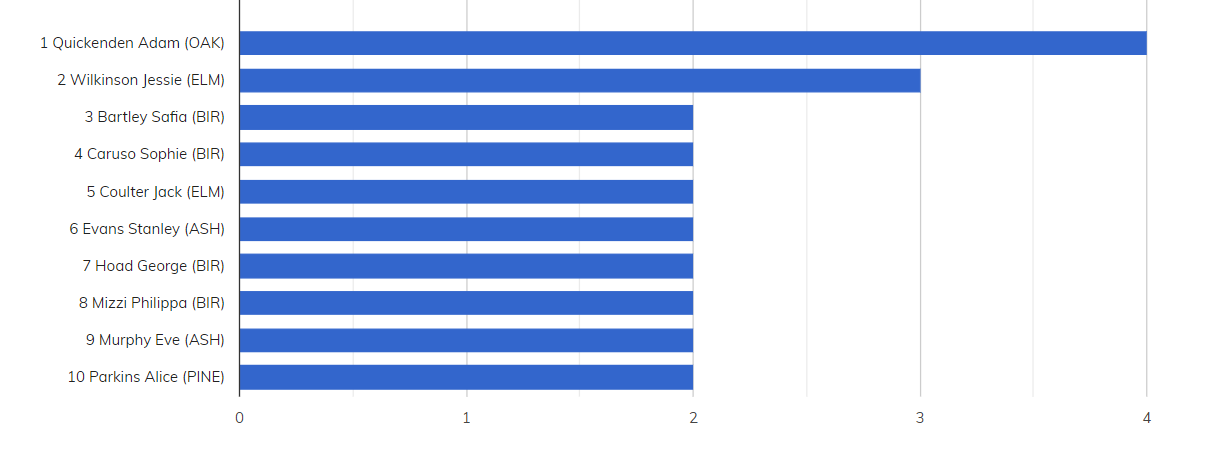 1 Quickenden Adam (OAK)
2 Wilkinson Jessie (ELM)
3 Bartley Safia (BIR)
4 Caruso Sophie (BIR)
5 Coulter Jack (ELM)
6 Evans Stanley (ASH)
7 Hoad George (BIR)
8 Mizzi Philippa (BIR)
9 Murphy Eve (ASH)
10 Parkins Alice (PINE)
0 1 2 3 4